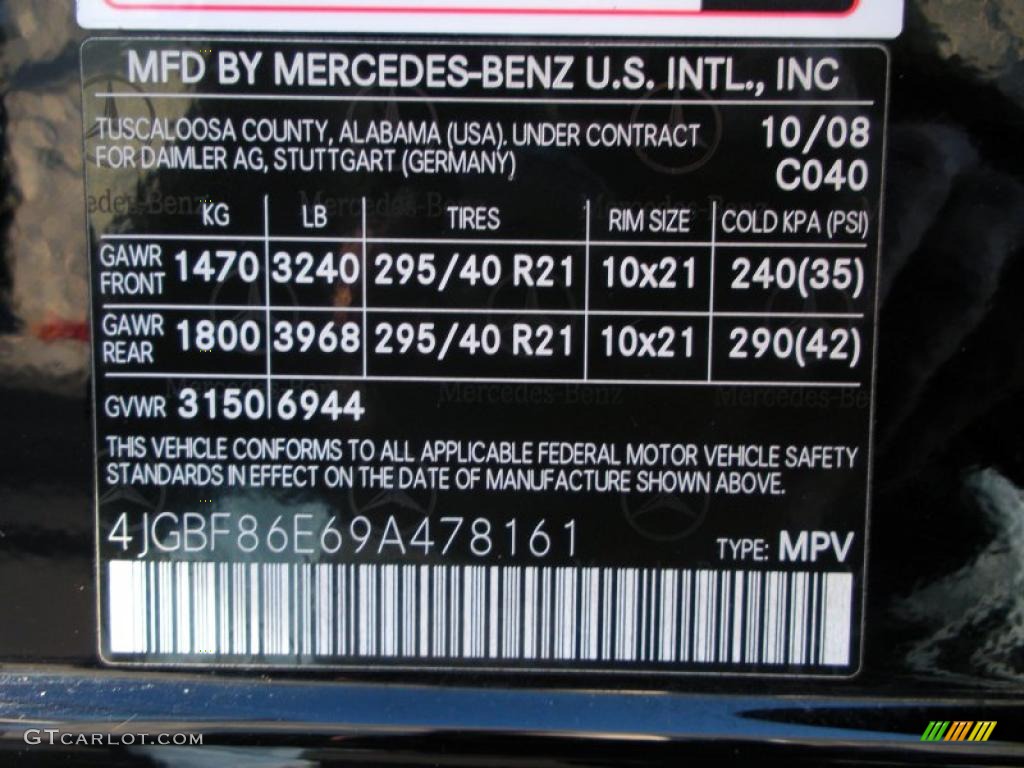 MFD BY MERCEDES-BENZ U.S. INTL., INC
TUSCALOOSA COUNTY, ALABAMA (USA). UNDER CONTRACT 10/08
FOR DAIMLER AG, STUTTGART (GERMANY) C040
KG LB TIRES RIM SIZE COLD KPA (PSI)
GAWR FRONT 1470 3240 295/40 R21 10x21 240(35)
GAWR REAR 1800 3968 295/40 R21 10x21 290(42)
GVWR 3150 6944
THIS VEHICLE CONFORMS TO ALL APPLICABLE FEDERAL MOTOR VEHICLE SAFETY
STANDARDS IN EFFECT ON THE DATE OF MANUFACTURE SHOWN ABOVE.
4JGBF86E69A478161 TYPE: MPV
GTCARLOT.COM